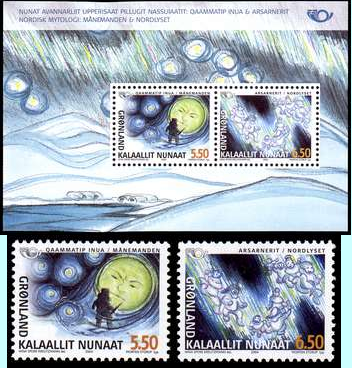 NUNAT AVANNARLIIT UPPERISAAT PILLUGIT NASSUIAATIT: QAAMMATIP INUA & ARSARNERIT
NORDISK MYTOLOGI: MÅNEMANDEN & NORDLYSET
QAAMMATIP INUA / MÅNEMANDEN
GRØNLAND
KALAALLIT NUNAAT 5.50
ARSARNERIT / NORDLYSET
GRØNLAND
KALAALLIT NUNAAT 6.50
QAAMMATIP INUA / MÅNEMANDEN
GRØNLAND
KALAALLIT NUNAAT 5.50
2004
ARSARNERIT / NORDLYSET
GRØNLAND
KALAALLIT NUNAAT 6.50
2004